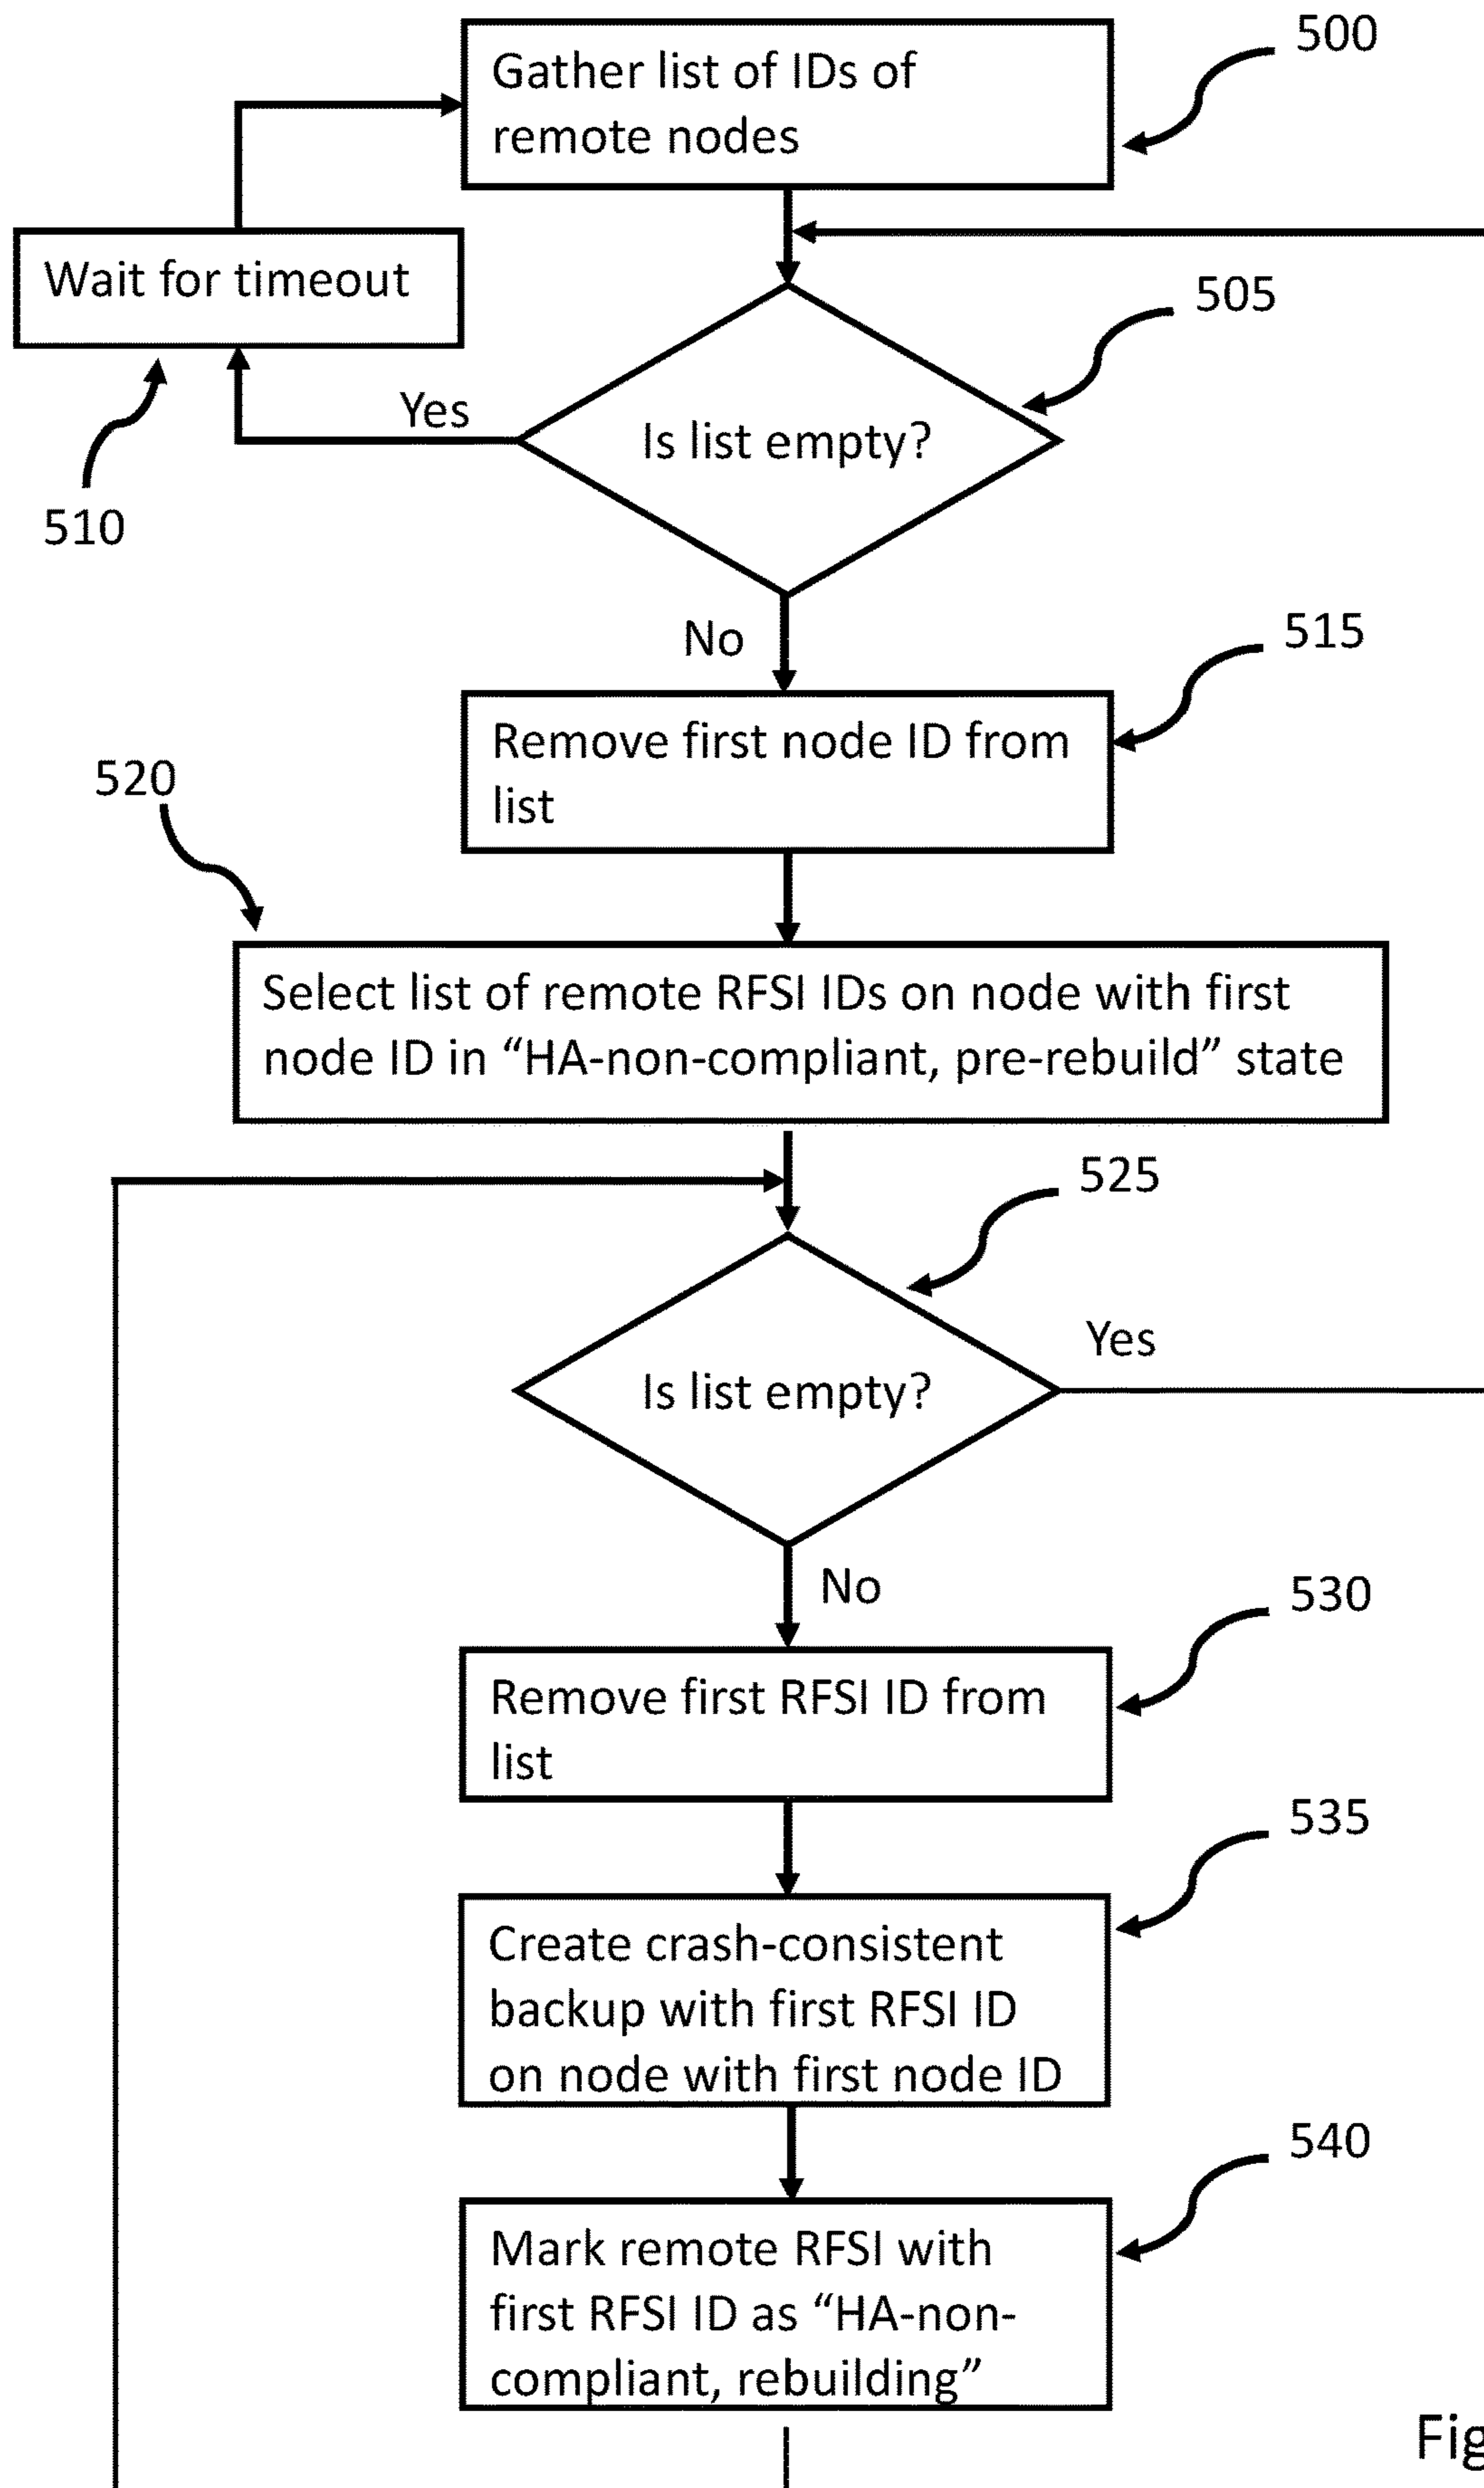 500
Gather list of IDs of
remote nodes
Wait for timeout
505
Yes
Is list empty?
510
No
515
Remove first node ID from
list
520
Select list of remote RFSI IDs on node with first
node ID in “HA-non-compliant, pre-rebuild” state
525
Yes
Is list empty?
No
530
Remove first RFSI ID from
list
535
Create crash-consistent
backup with first RFSI ID
on node with first node ID
540
Mark remote RFSI with
first RFSI ID as “HA-non-
compliant, rebuilding”
Fig